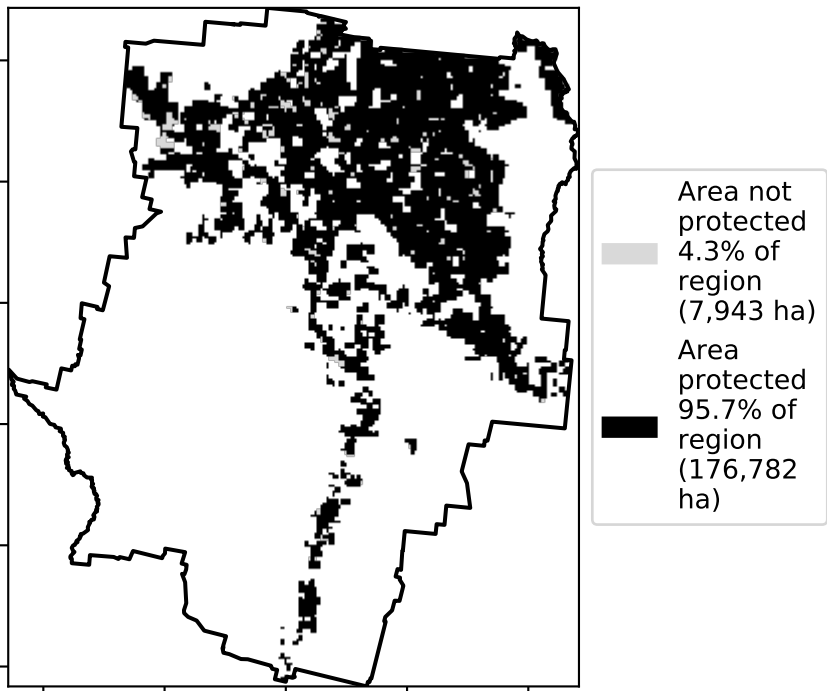 Area not
protected
4.3% of
region
(7,943 ha)
Area
protected
95.7% of
region
(176,782
ha)